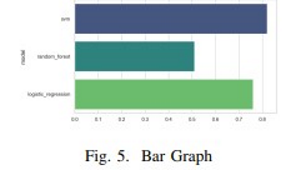 svm
model
random_forest
logistic_regression
0.0 0.1 0.2 0.3 0.4 0.5 0.6 0.7 0.8
Fig. 5. Bar Graph